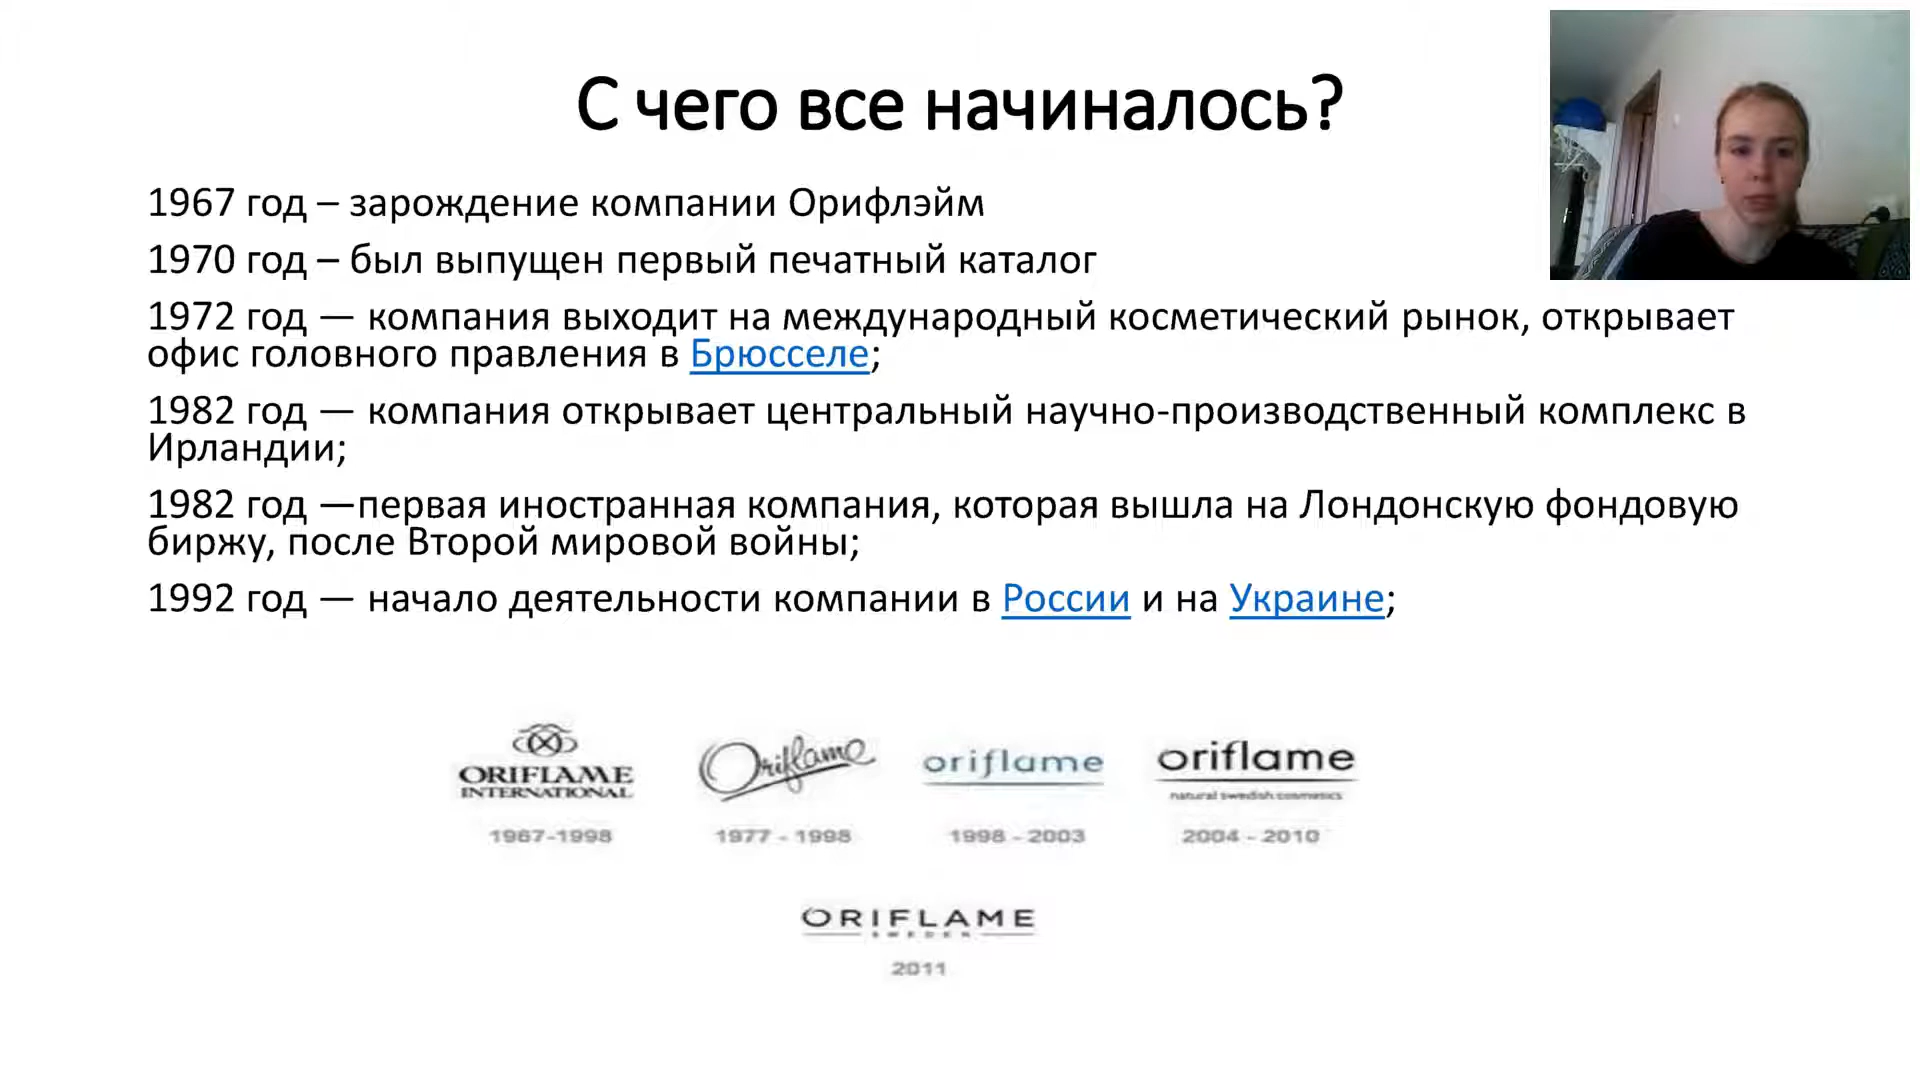 С чего все начиналось?
1967 год – зарождение компании Орифлэйм
1970 год – был выпущен первый печатный каталог
1972 год — компания выходит на международный косметический рынок, открывает
офис головного правления в Брюсселе;
1982 год — компания открывает центральный научно-производственный комплекс в
Ирландии;
1982 год —первая иностранная компания, которая вышла на Лондонскую фондовую
биржу, после Второй мировой войны;
1992 год — начало деятельности компании в России и на Украине;
ORIFLAME
INTERNATIONAL
1967-1998
Oriflame
1977 - 1998
oriflame
1998 - 2003
oriflame
natural swedish cosmetics
2004 - 2010
ORIFLAME
SWEDEN
2011